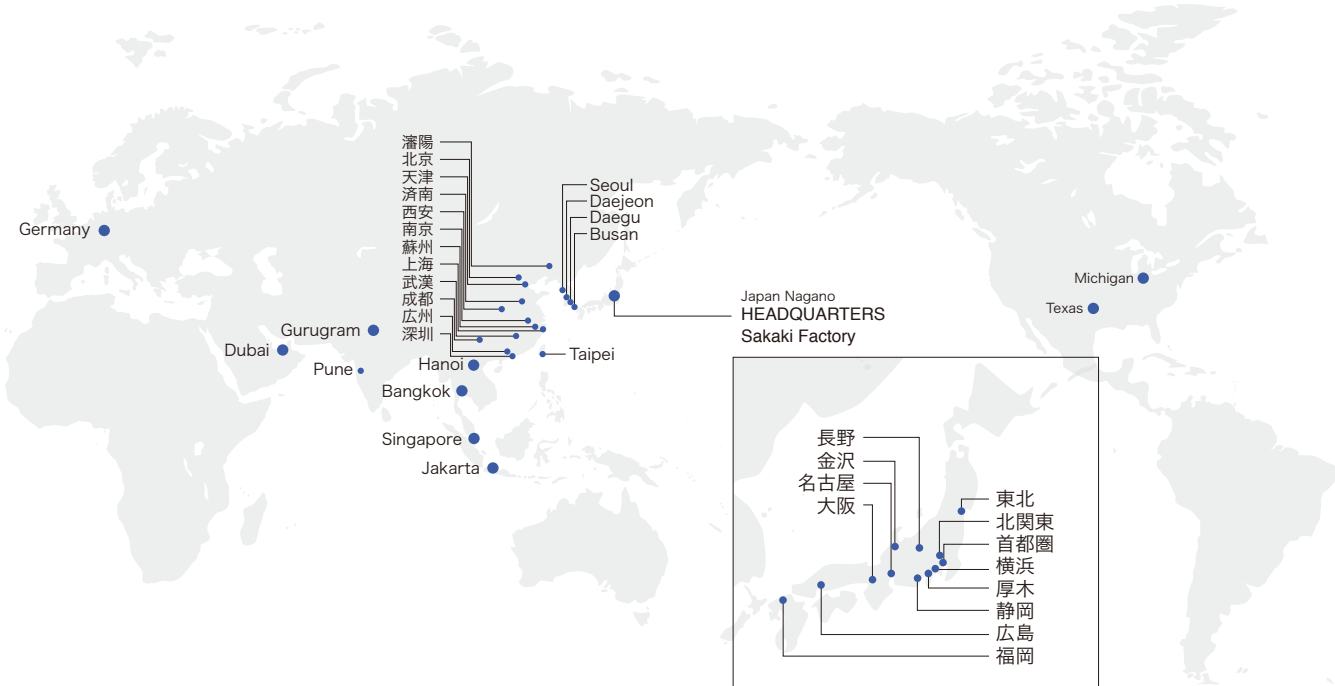 Germany
Dubai
Gurugram
Pune
瀋陽
北京
天津
済南
西安
南京
蘇州
上海
武漢
成都
広州
深圳
Hanoi
Bangkok
Singapore
Jakarta
Seoul
Daejeon
Daegu
Busan
Taipei
Japan Nagano
HEADQUARTERS
Sakaki Factory
Michigan
Texas
長野
金沢
名古屋
大阪
東北
北関東
首都圏
横浜
厚木
静岡
広島
福岡